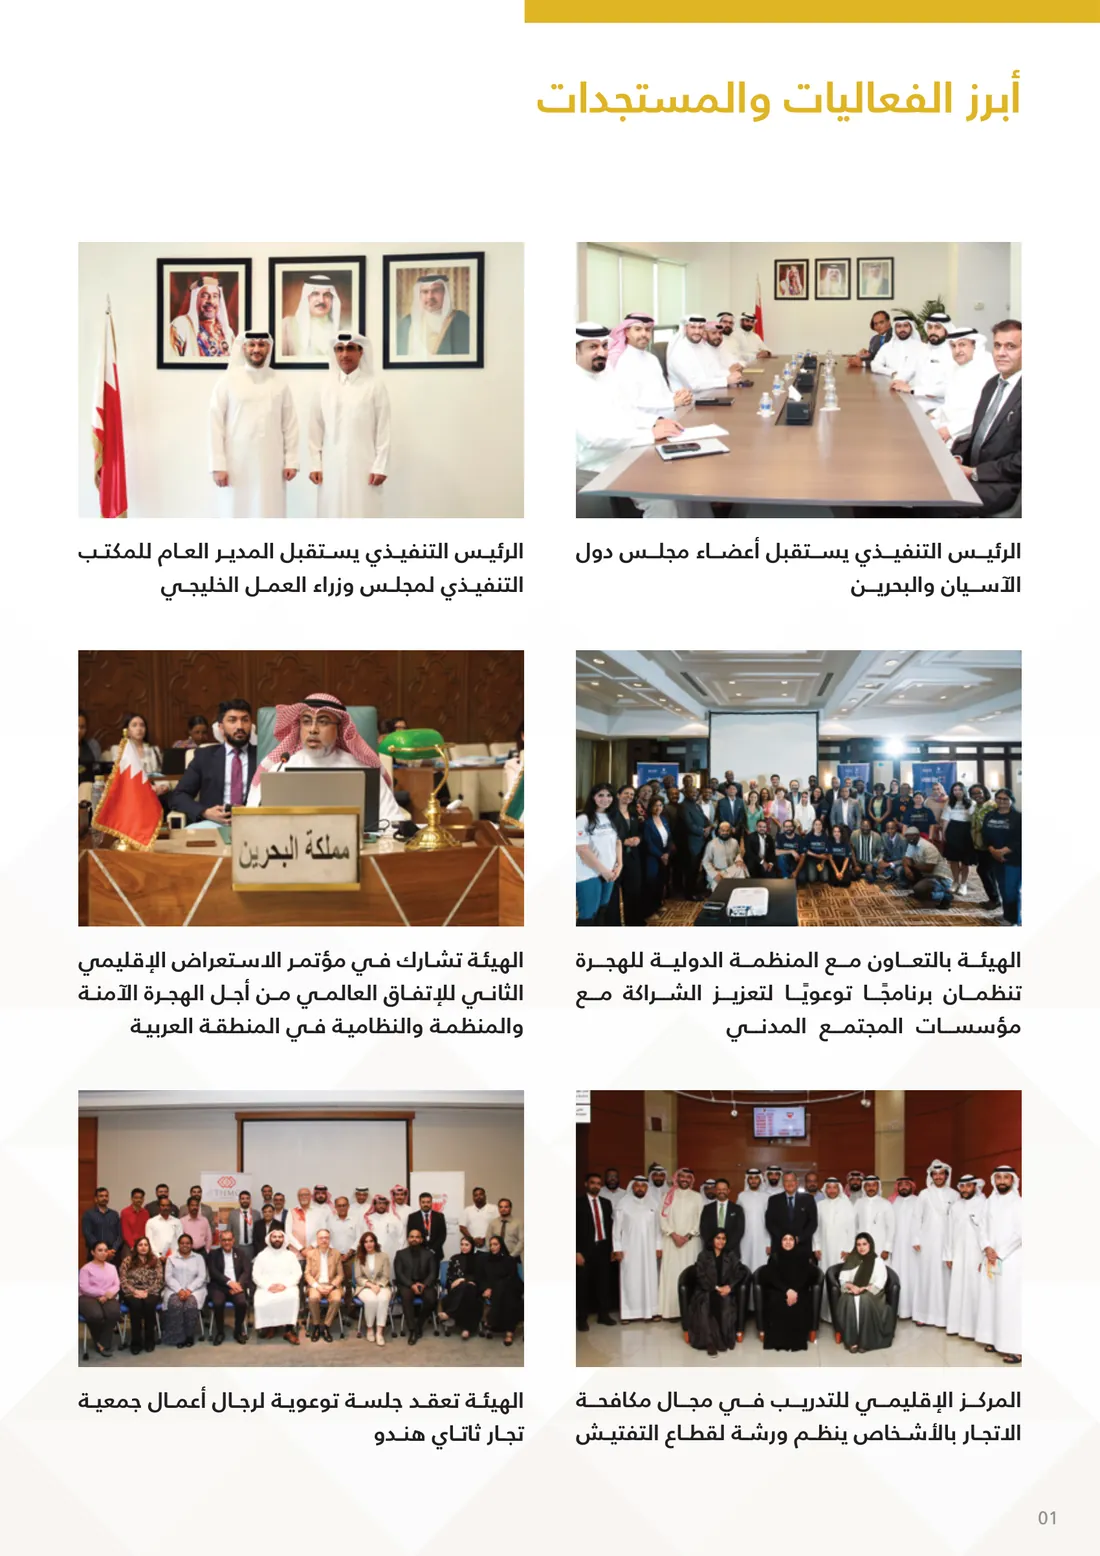 أبرز الفعاليات والمستجدات
الرئيس التنفيذي يستقبل أعضاء مجلس دول
الآسيان والبحرين
الرئيس التنفيذي يستقبل المدير العام للمكتب
التنفيذي لمجلس وزراء العمل الخليجي
مملكة البحرين
الهيئة بالتعاون مع المنظمة الدولية للهجرة
تنظمان برنامجًا توعويًا لتعزيز الشراكة مع
مؤسسات المجتمع المدني
الهيئة تشارك في مؤتمر الاستعراض الإقليمي
الثاني للإتفاق العالمي من أجل الهجرة الآمنة
والمنظمة والنظامية في المنطقة العربية
المركز الإقليمي للتدريب في مجال مكافحة
الاتجار بالأشخاص ينظم ورشة لقطاع التفتيش
الهيئة تعقد جلسة توعوية لرجال أعمال جمعية
تجار ثاتاي هندو
01